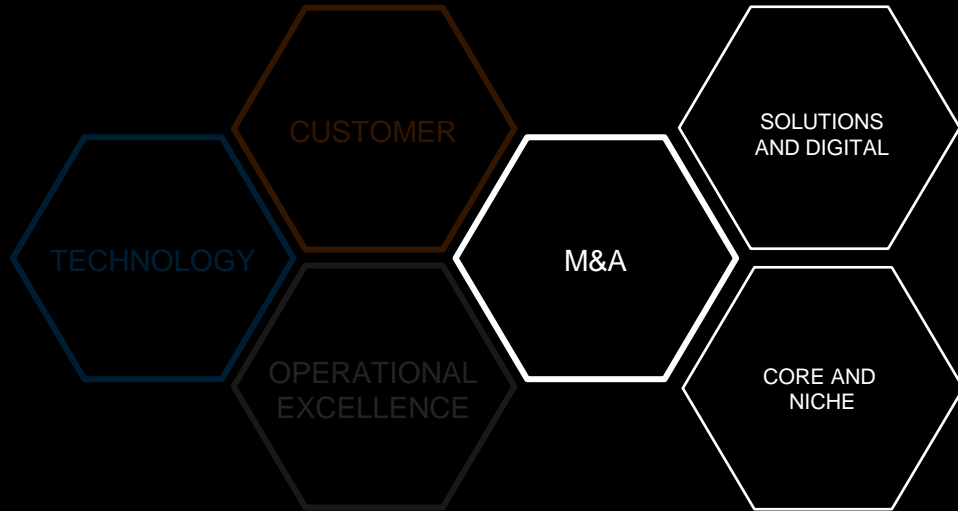 CUSTOMER
SOLUTIONS
AND DIGITAL
TECHNOLOGY
M&A
OPERATIONAL
EXCELLENCE
CORE AND
NICHE